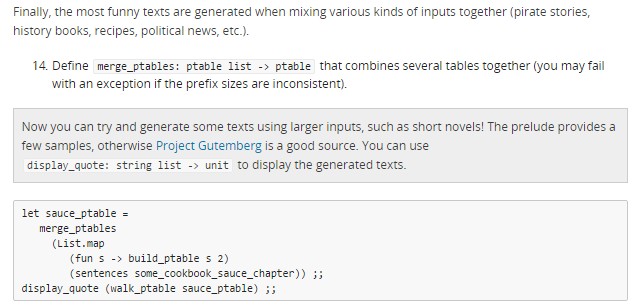 Finally, the most funny texts are generated when mixing various kinds of inputs together (pirate stories,
history books, recipes, political news, etc.).
14. Define merge_ptables: ptable list -> ptable that combines several tables together (you may fail
with an exception if the prefix sizes are inconsistent).
Now you can try and generate some texts using larger inputs, such as short novels! The prelude provides a
few samples, otherwise Project Gutemberg is a good source. You can use
display_quote: string list -> unit to display the generated texts.
let sauce_ptable =
merge_ptables
(List.map
(fun s -> build_ptable s 2)
(sentences some_cookbook_sauce_chapter)) ;;
display_quote (walk_ptable sauce_ptable) ;;